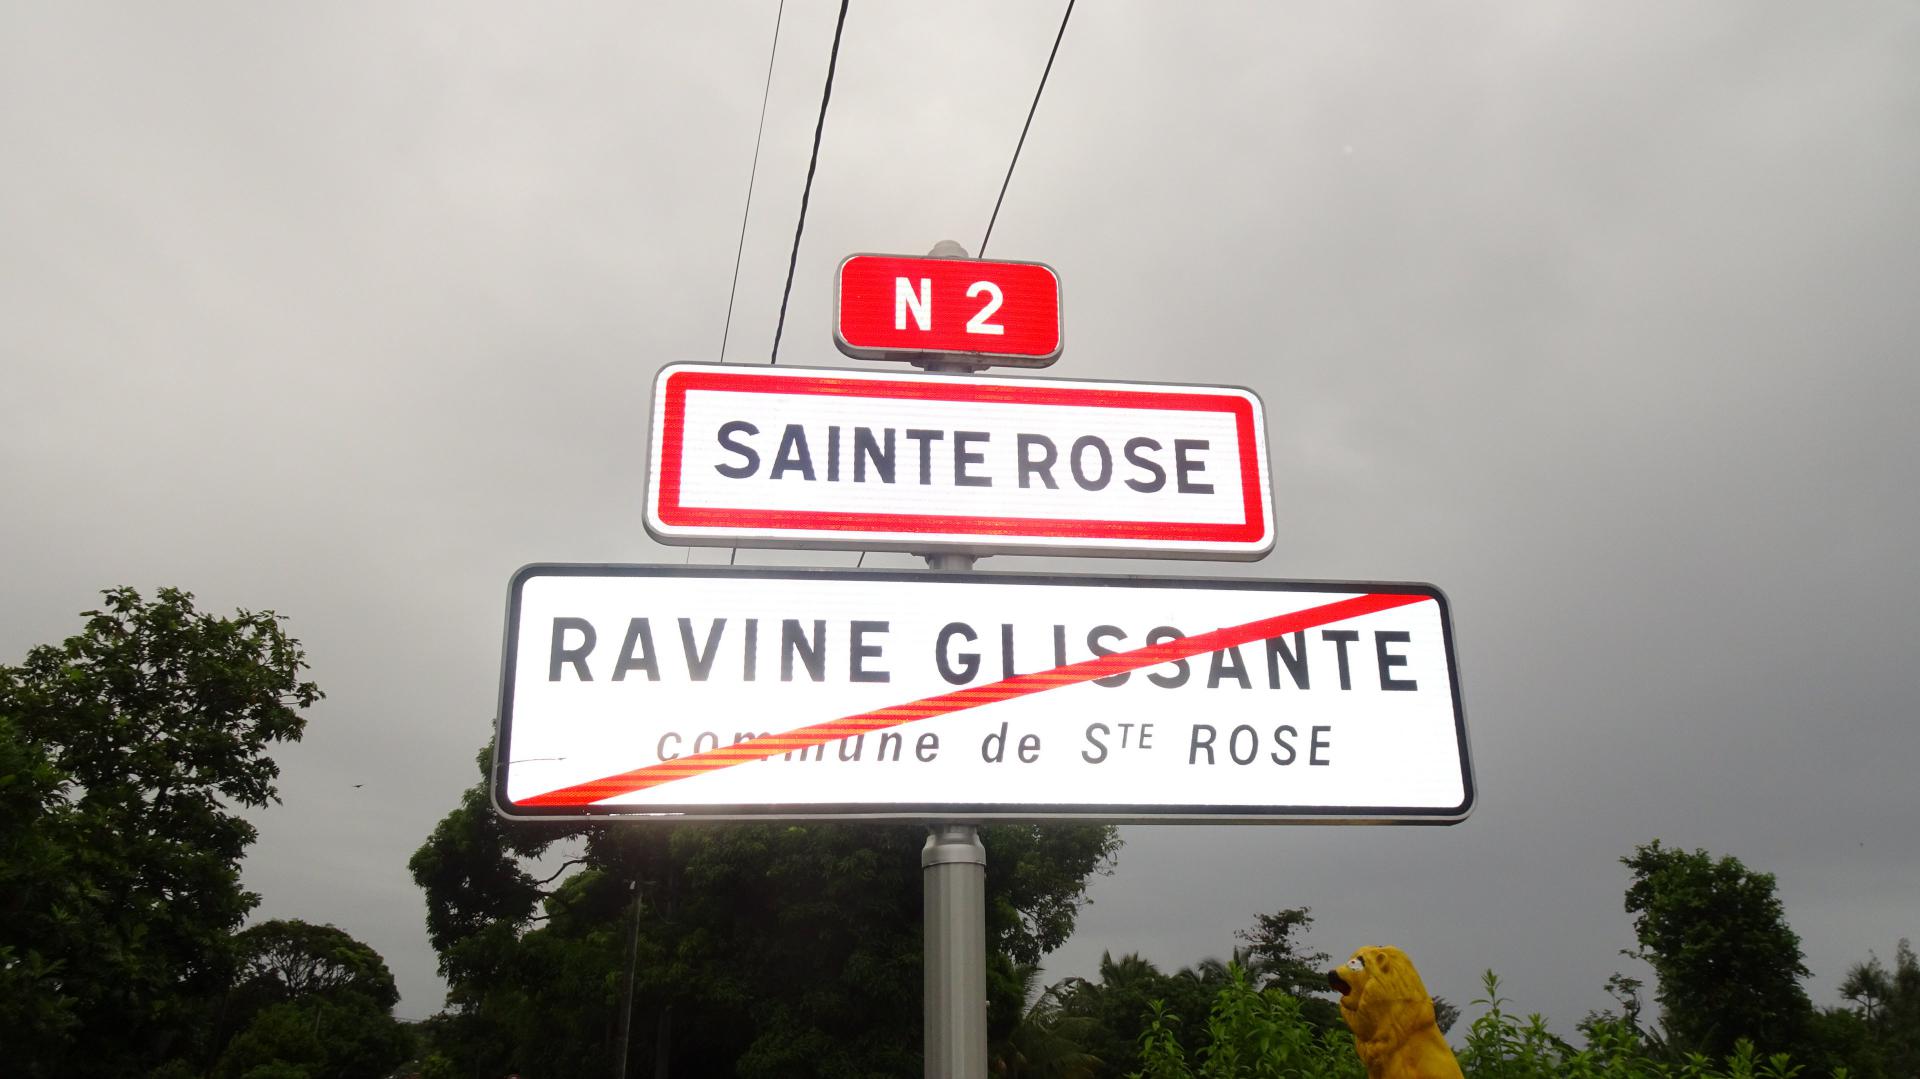 N 2
SAINTE ROSE
RAVINE GLISSANTE
commune de STE ROSE